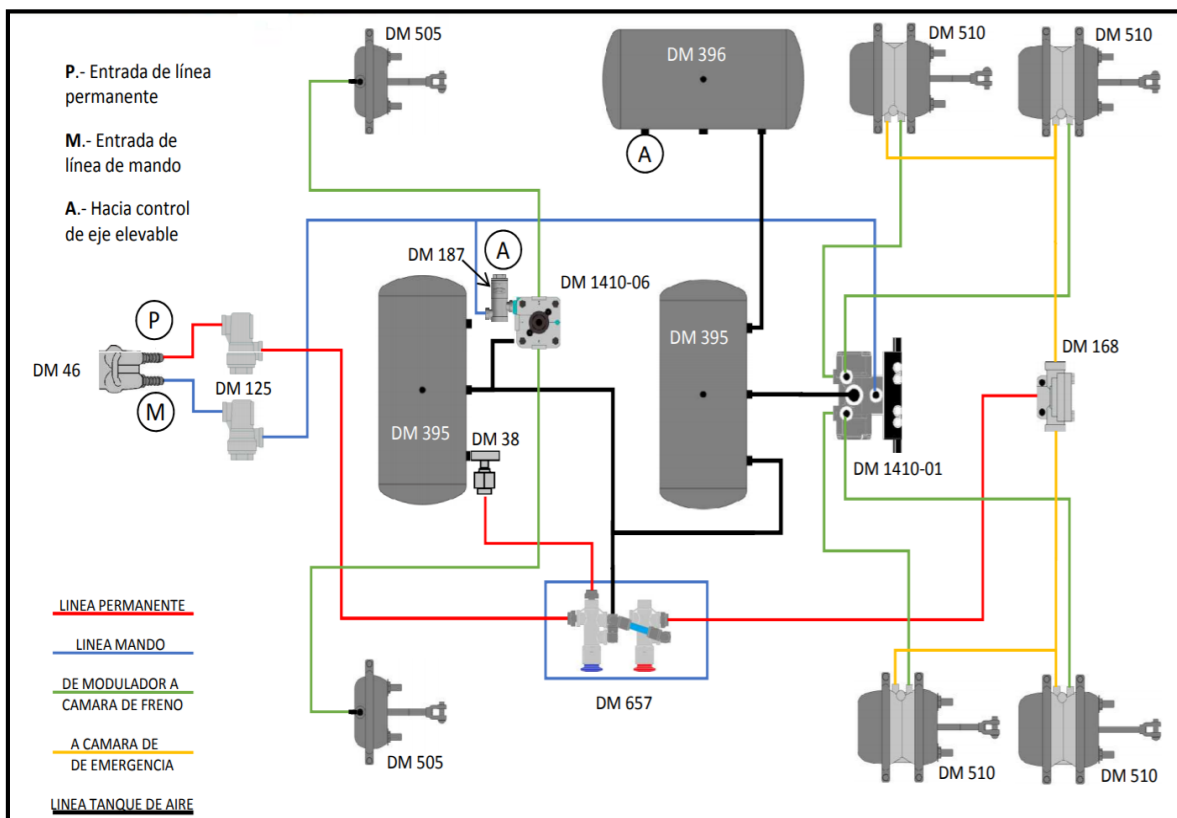 P.- Entrada de línea
permanente
M.- Entrada de
línea de mando
A.- Hacia control
de eje elevable
DM 505
DM 396
DM 510
DM 510
A
DM 187
A
DM 1410-06
P
DM 46
M
DM 125
DM 395
DM 38
DM 395
DM 168
DM 1410-01
LINEA PERMANENTE
LINEA MANDO
DE MODULADOR A
CAMARA DE FRENO
A CAMARA DE
DE EMERGENCIA
LINEA TANQUE DE AIRE
DM 657
DM 505
DM 510
DM 510